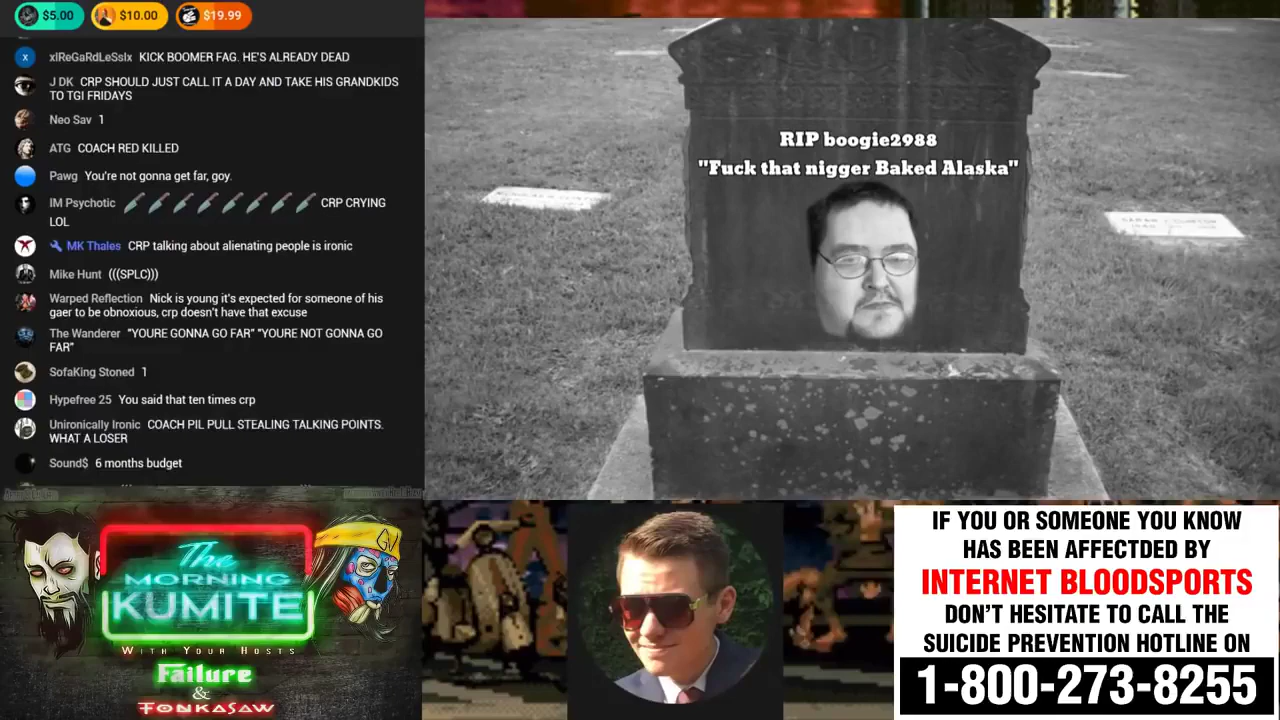 $5.00
$10.00
$19.99
xIReGaRdLeSsIx KICK BOOMER FAG. HE'S ALREADY DEAD
J DK CRP SHOULD JUST CALL IT A DAY AND TAKE HIS GRANDKIDS
TO TGI FRIDAYS
Neo Sav 1
ATG COACH RED KILLED
Pawg You're not gonna get far, goy.
IM Psychotic CRP CRYING
LOL
MK Thales CRP talking about alienating people is ironic
Mike Hunt (((SPLC)))
Warped Reflection Nick is young it's expected for someone of his
gaer to be obnoxious, crp doesn't have that excuse
The Wanderer "YOURE GONNA GO FAR" "YOURE NOT GONNA GO
FAR"
SofaKing Stoned 1
Hypefree 25 You said that ten times crp
Unironically Ironic COACH PIL PULL STEALING TALKING POINTS.
WHAT A LOSER
Sound$ 6 months budget
RIP boogie2988
"Fuck that nigger Baked Alaska"
The
MORNING
KUMITE
WITH YOUR HOSTS
Failure
&
TONKASAW
IF YOU OR SOMEONE YOU KNOW
HAS BEEN AFFECTDED BY
INTERNET BLOODSPORTS
DON'T HESITATE TO CALL THE
SUICIDE PREVENTION HOTLINE ON
1-800-273-8255